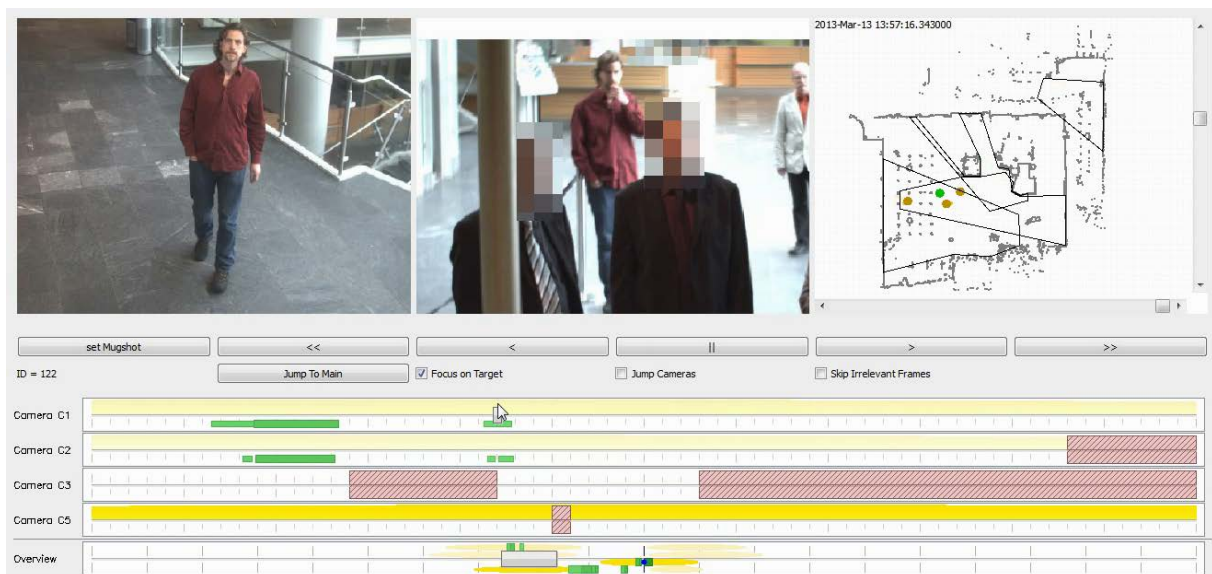 2013-Mar-13 13:57:16.343000
set Mugshot
<<
<
||
>
>>
ID = 122
Jump To Main
Focus on Target
Jump Cameras
Skip Irrelevant Frames
Camera C1
Camera C2
Camera C3
Camera C5
Overview